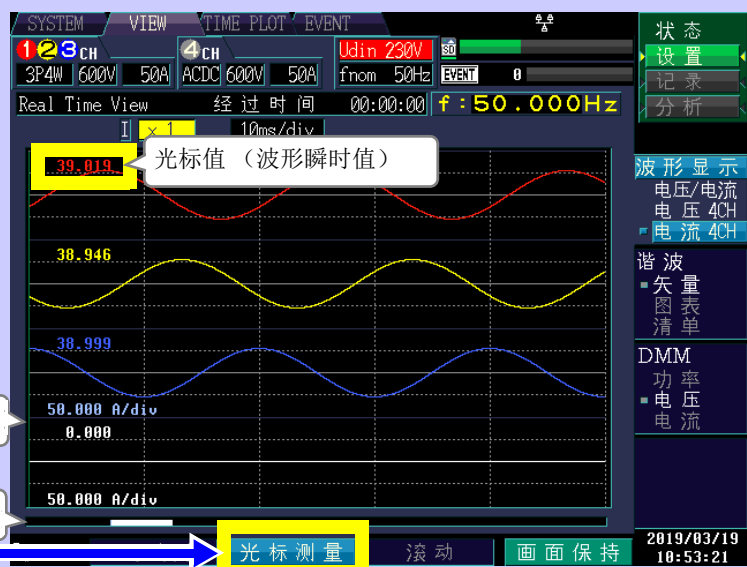 SYSTEM VIEW TIME PLOT EVENT
123CH 4CH Udin 230V SD
3P4W 600V 50A ACDC 600V 50A fnom 50Hz EVENT 0
Real Time View 经过时间 00:00:00 f:50.000Hz
I ×1 10ms/div
39.019 光标值 （波形瞬时值）
38.946
38.999
50.000 A/div
0.000
50.000 A/div
光标测量 滚动 画面保持
状态
设置
记录
分析
波形显示
电压/电流
电压 4CH
电流 4CH
谐波
矢量
图表
清单
DMM
功率
电压
电流
2019/03/19
10:53:21